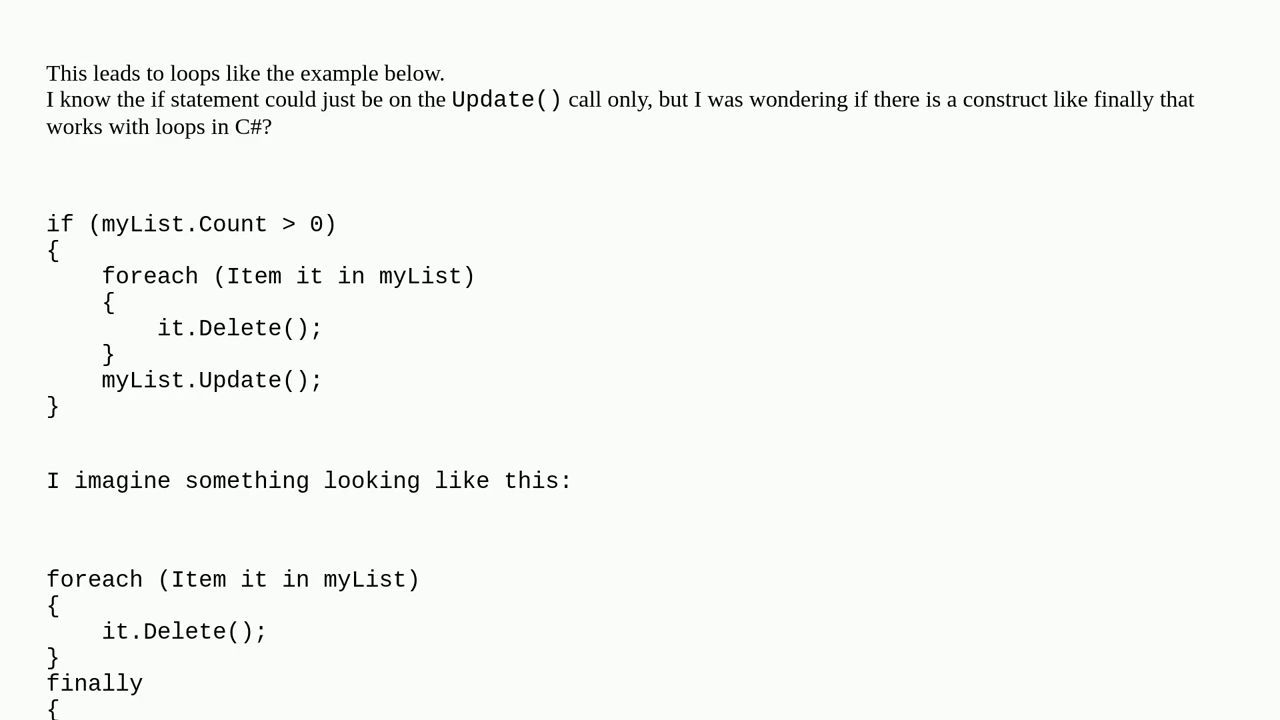 This leads to loops like the example below.
I know the if statement could just be on the Update() call only, but I was wondering if there is a construct like finally that
works with loops in C#?
if (myList.Count > 0)
{
    foreach (Item it in myList)
    {
        it.Delete();
    }
    myList.Update();
}
I imagine something looking like this:
foreach (Item it in myList)
{
    it.Delete();
}
finally
{